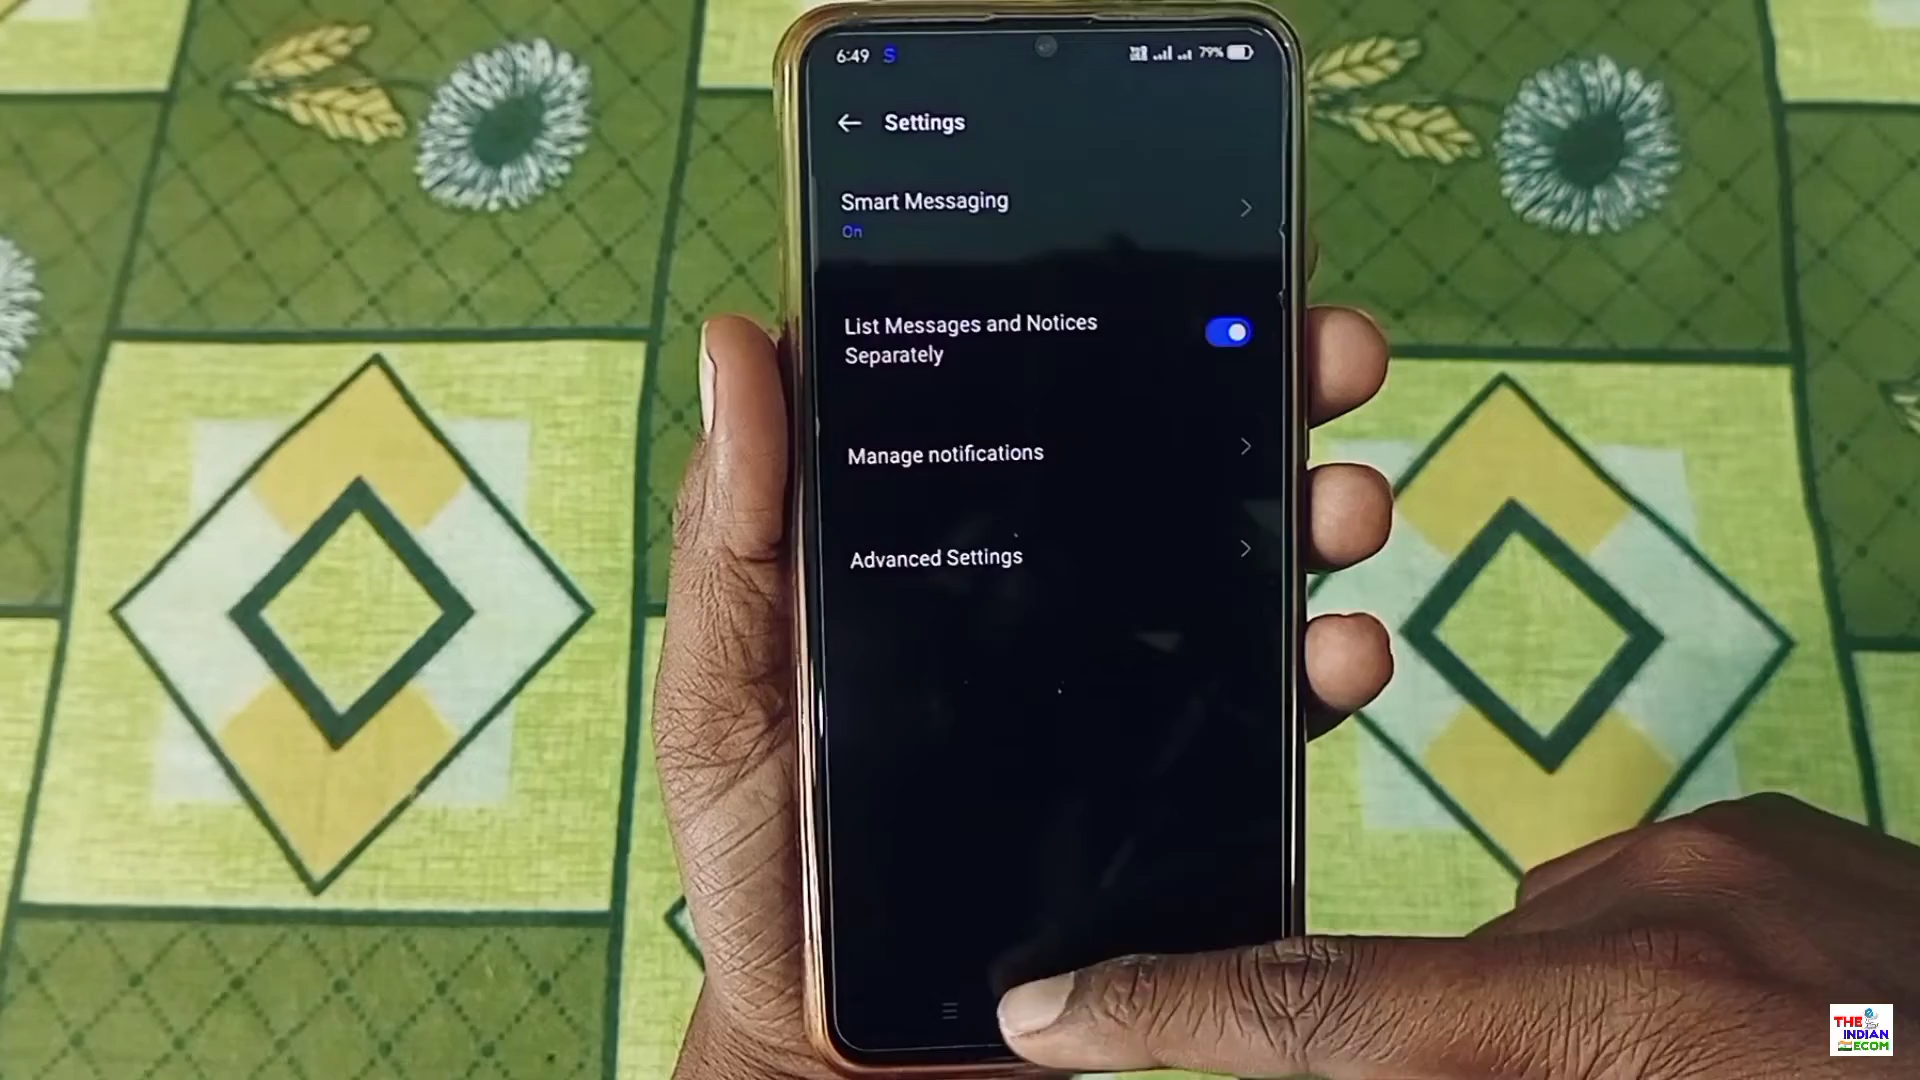 6:49 S
79%
Settings
Smart Messaging
On
List Messages and Notices
Separately
Manage notifications
Advanced Settings
THE
INDIAN
ECOM